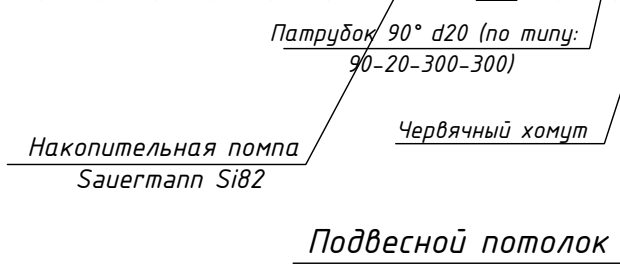 Патрубок 90° d20 (по типу:
90-20-300-300)
Червячный хомут
Накопительная помпа
Sauermann Si82
Подвесной потолок